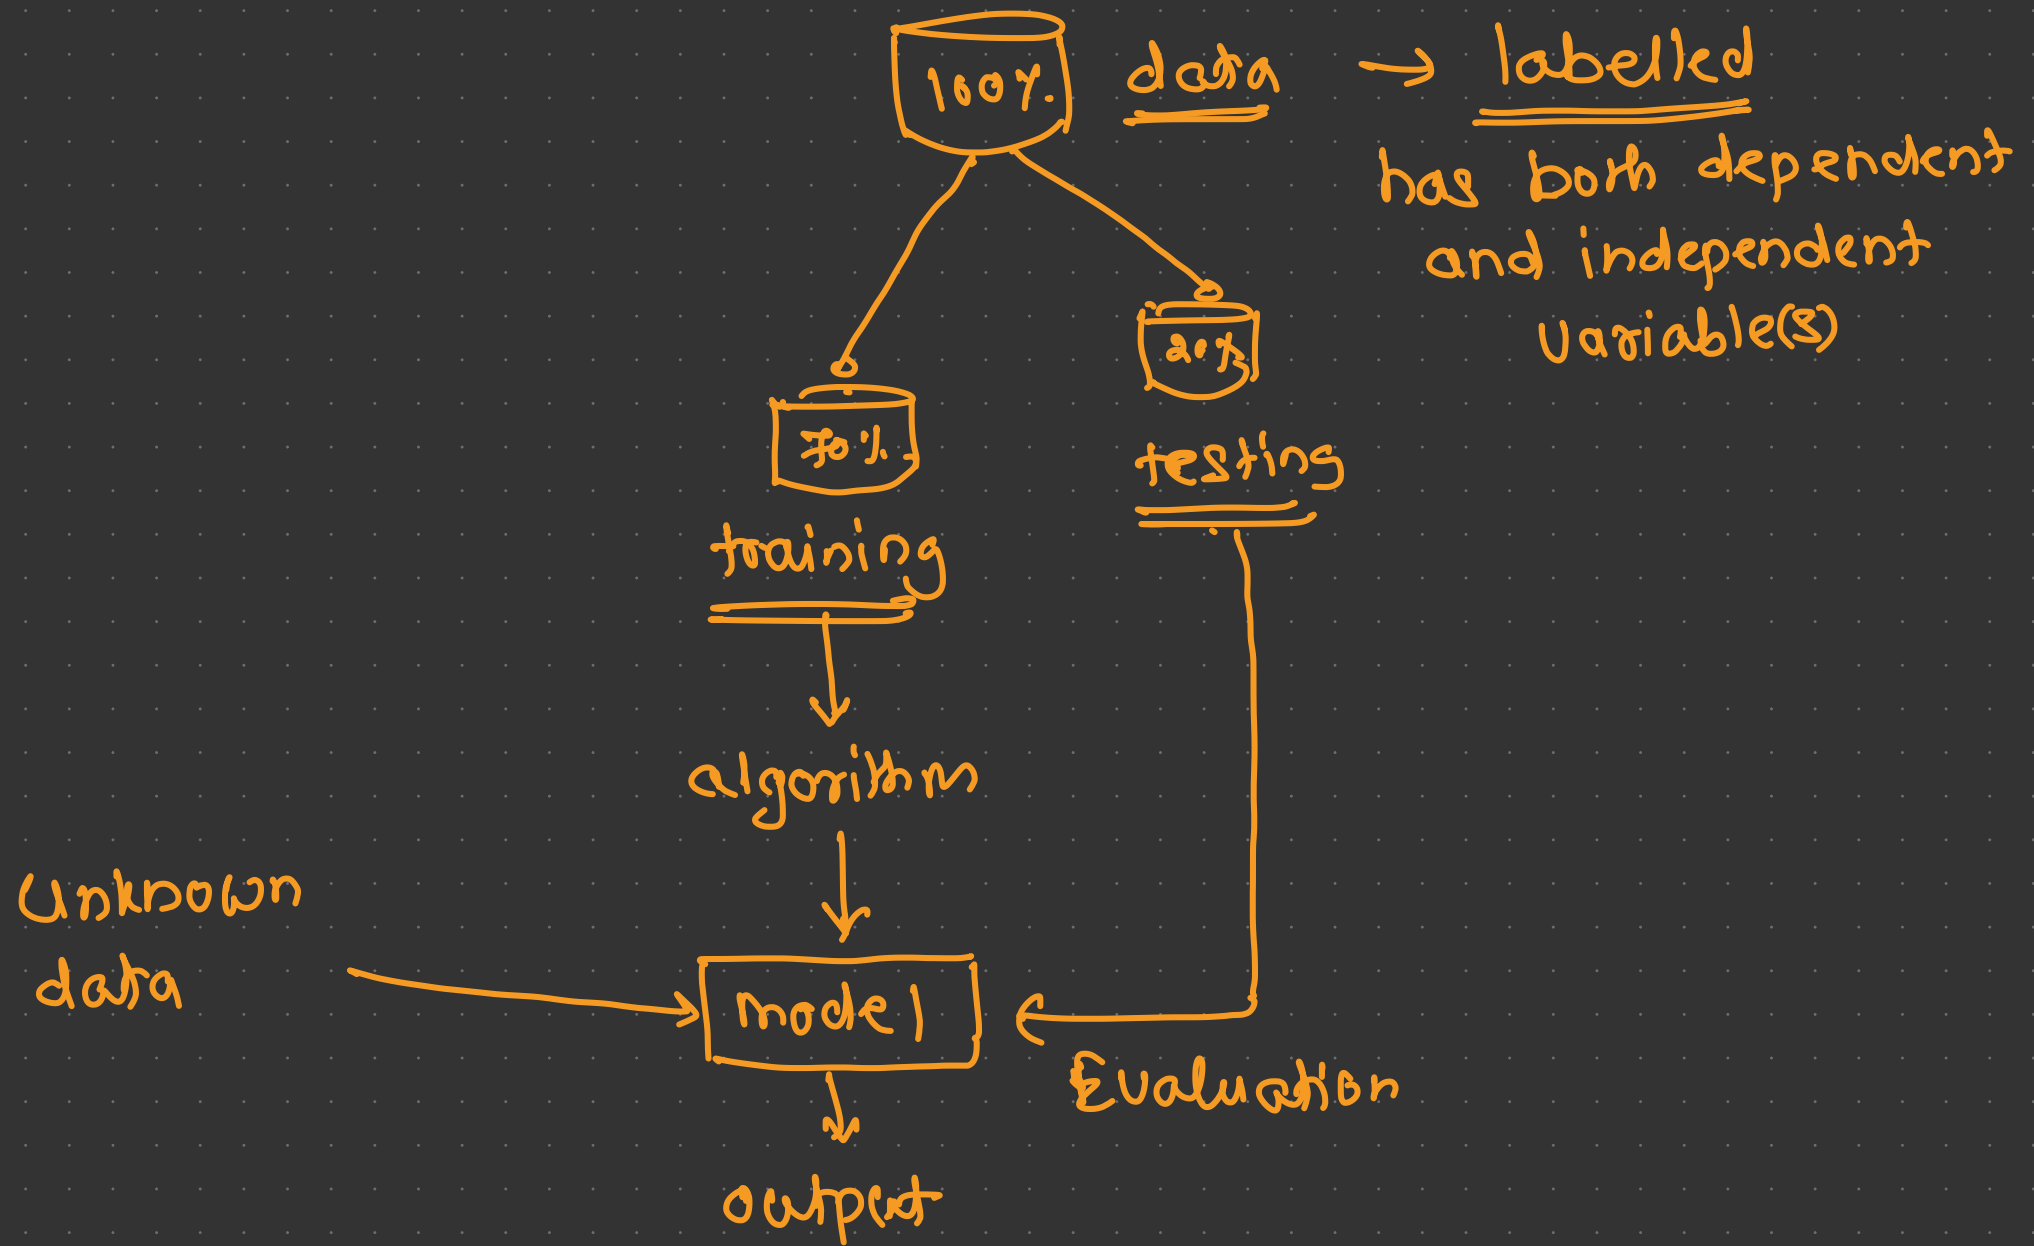 100%
data → labelled
has both dependent
and independent
variable(s)
20%
70%
testing
training
algorithm
Unknown
data
model
Evaluation
output